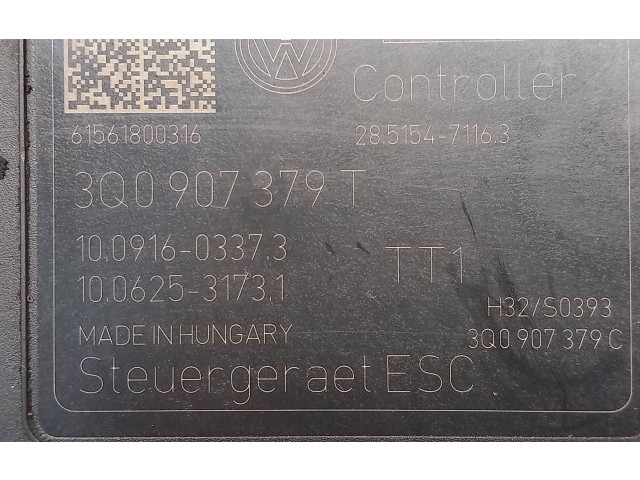 Controller
61561800316 28.5154-7116.3
3Q0 907 379 T
10.0916-0337.3 TT1
10.0625-3173.1
H32/S0393
MADE IN HUNGARY 3Q0 907 379 C
Steuergeraet ESC